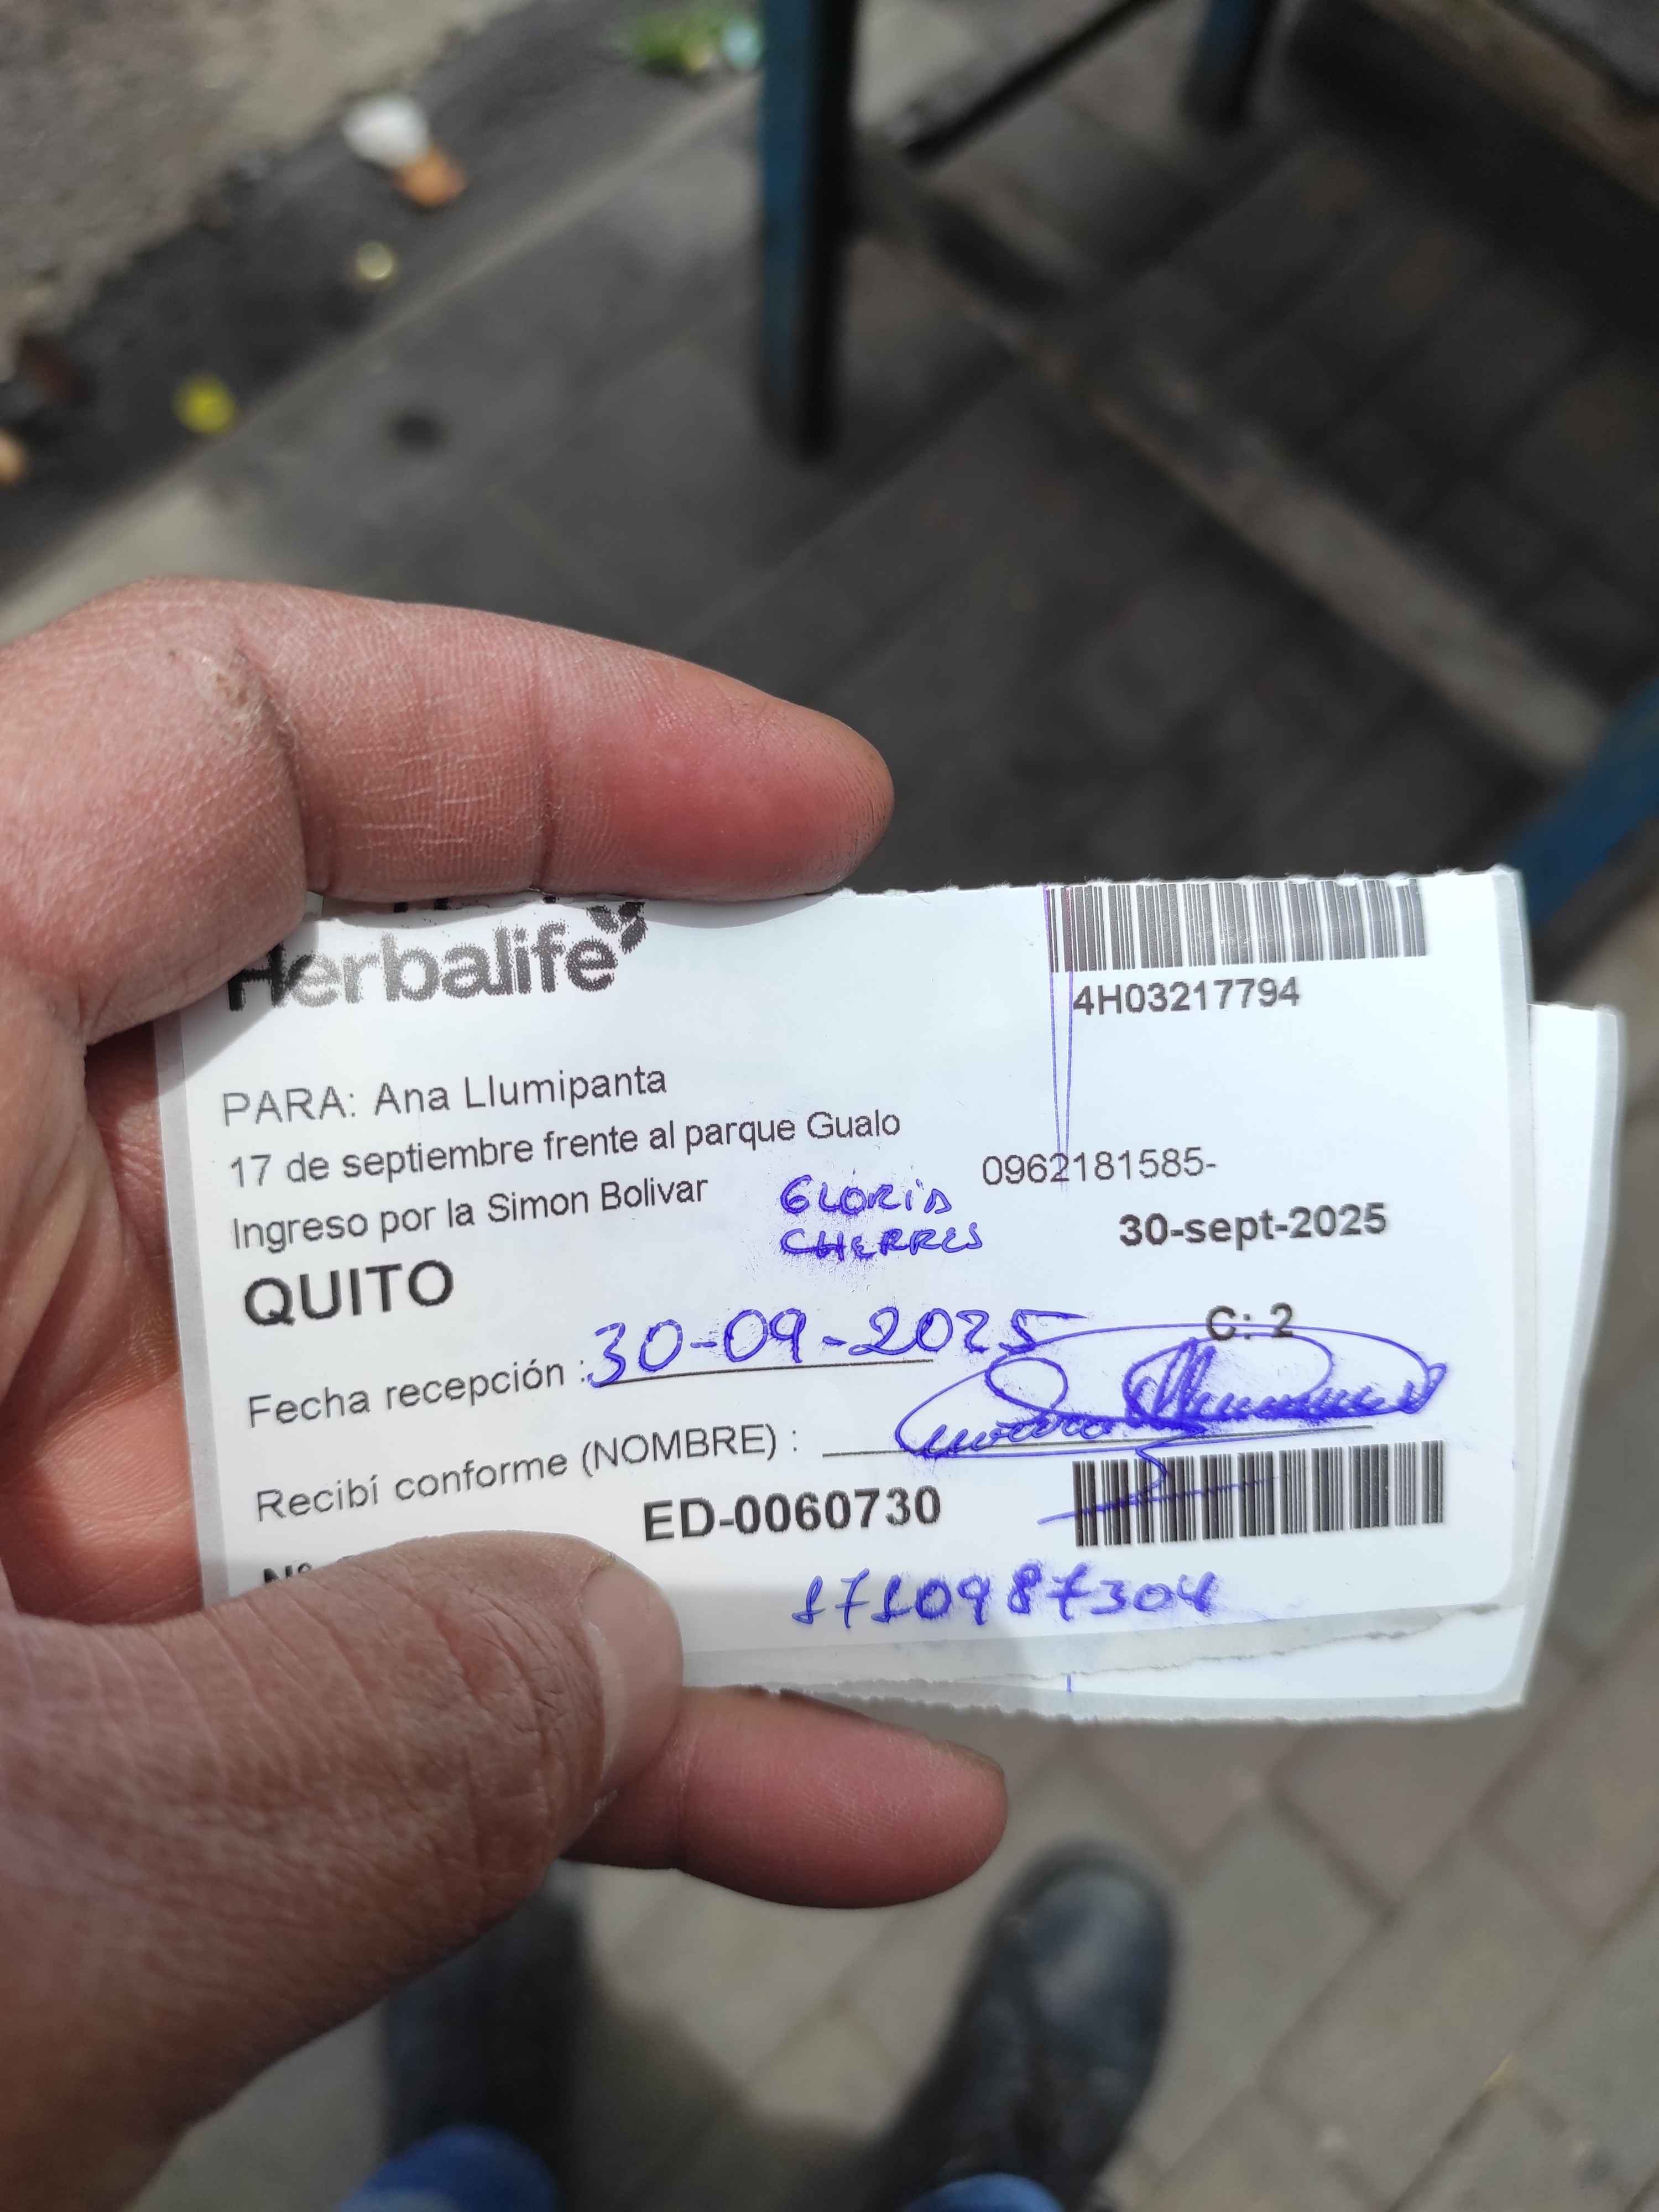 Herbalife
4H03217794
PARA: Ana Llumipanta
17 de septiembre frente al parque Gualo
0962181585-
Ingreso por la Simon Bolivar
GLORIA
CHERRES
30-sept-2025
QUITO
C: 2
Fecha recepción : 30-09-2025
Recibí conforme (NOMBRE) :
ED-0060730
Nº
1710987304